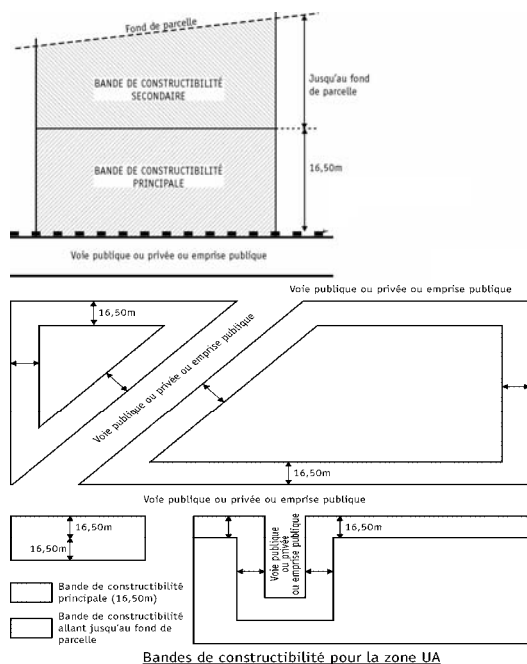 Fond de parcelle
BANDE DE CONSTRUCTIBILITÉ
SECONDAIRE
Jusqu'au fond
de parcelle
BANDE DE CONSTRUCTIBILITÉ
PRINCIPALE
16,50m
Voie publique ou privée ou emprise publique
Voie publique ou privée ou emprise publique
16,50m
Voie publique ou privée ou emprise publique
16,50m
Voie publique ou privée ou emprise publique
16,50m
16,50m
Voie publique
ou privée
ou emprise publique
16,50m
Bande de constructibilité
principale (16,50m)
Bande de constructibilité
allant jusqu'au fond de
parcelle
Bandes de constructibilité pour la zone UA